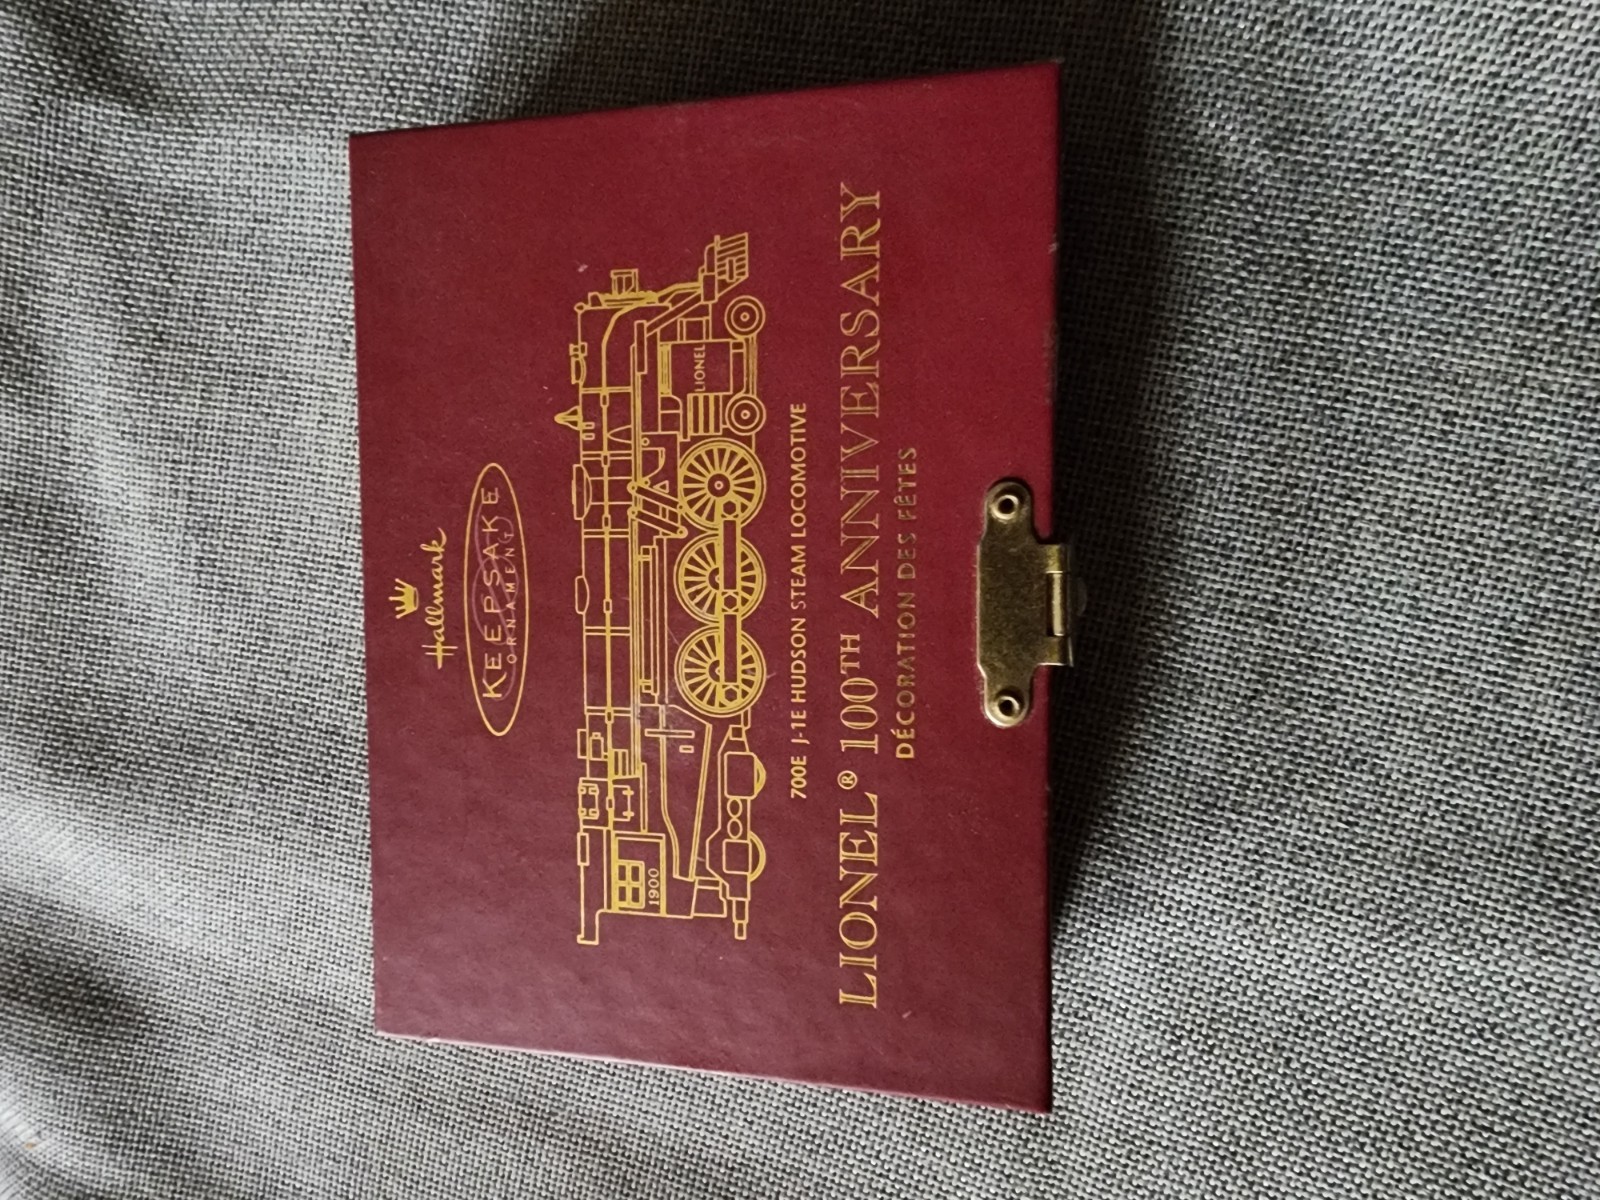 Hallmark
KEEPSAKE
ORNAMENT
LIONEL
1900
700E J-1E HUDSON STEAM LOCOMOTIVE
LIONEL® 100TH ANNIVERSARY
DÉCORATION DES FÊTES